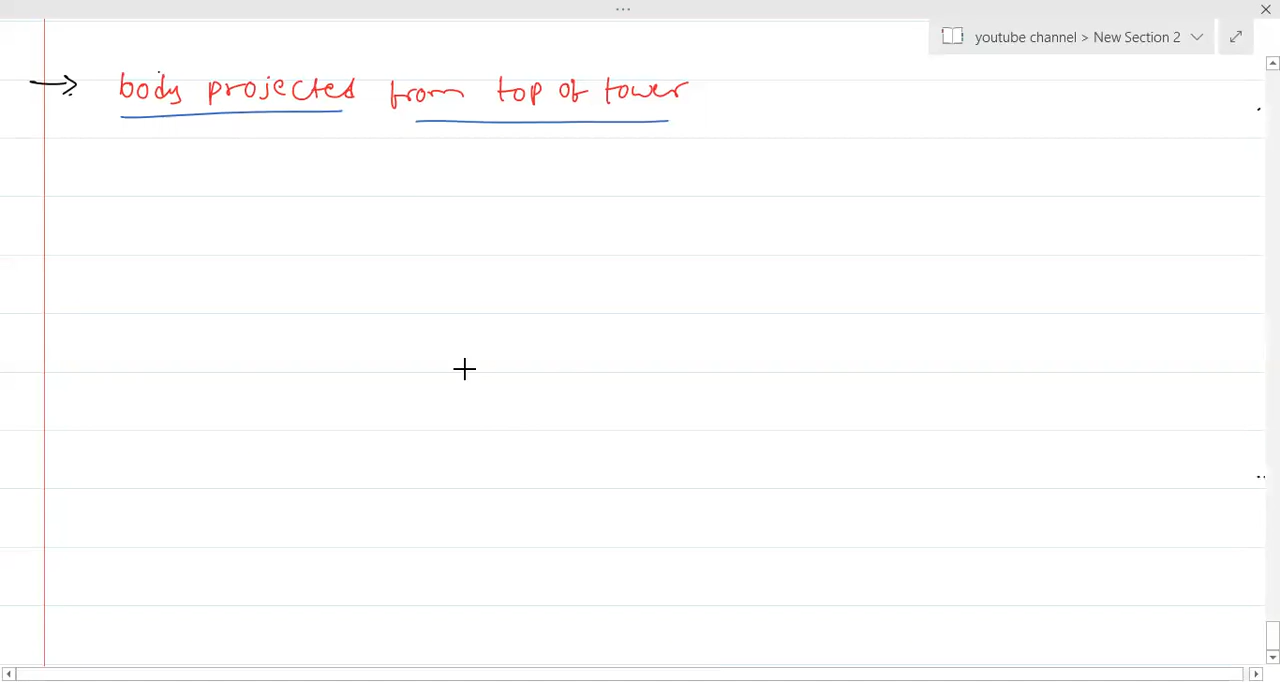 youtube channel > New Section 2
→ body projected from top of tower